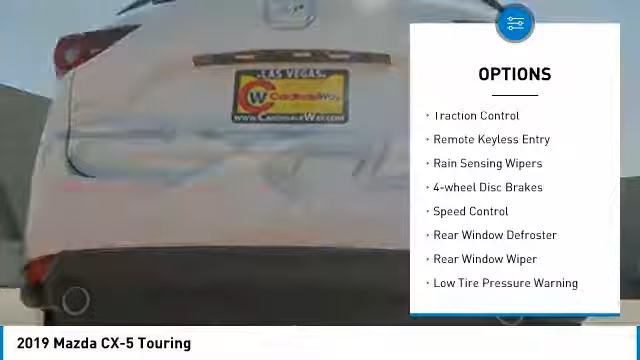 LAS VEGAS
CW CardinaleWay
www.CardinaleWay.com
OPTIONS
Traction Control
Remote Keyless Entry
Rain Sensing Wipers
4-wheel Disc Brakes
Speed Control
Rear Window Defroster
Rear Window Wiper
Low Tire Pressure Warning
2019 Mazda CX-5 Touring